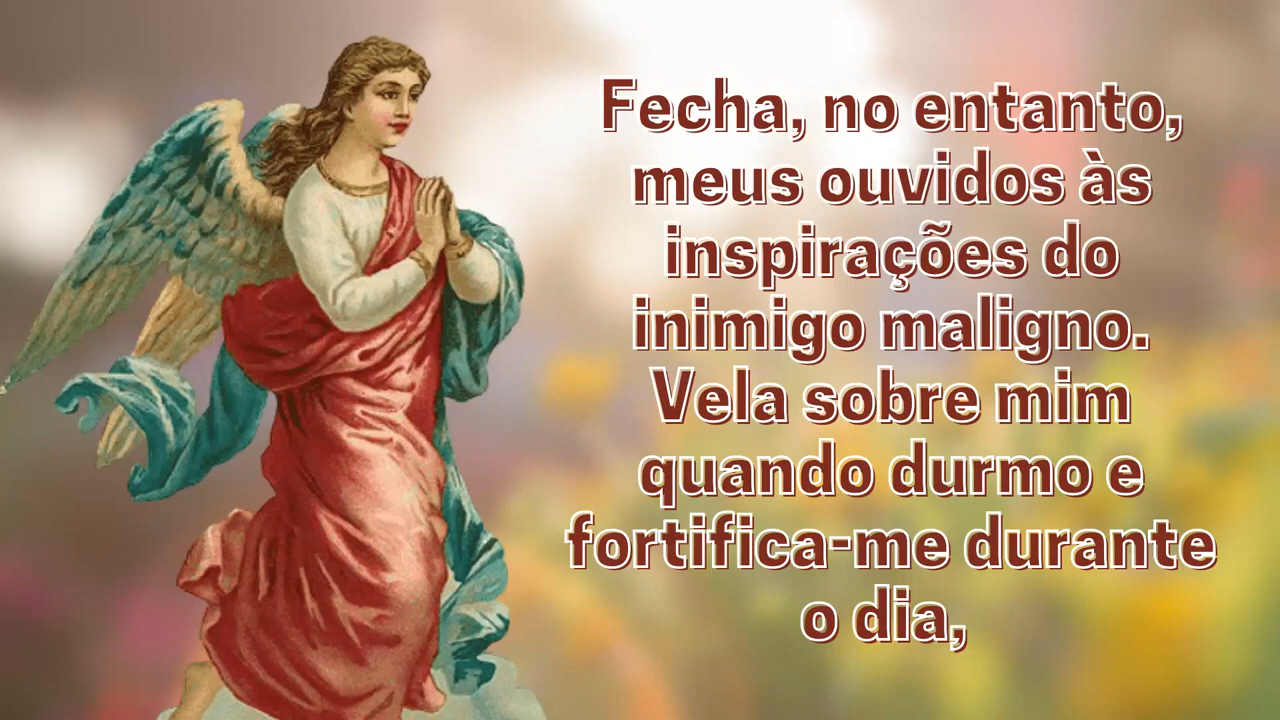 Fecha, no entanto,
meus ouvidos às
inspirações do
inimigo maligno.
Vela sobre mim
quando durmo e
fortifica-me durante
o dia,